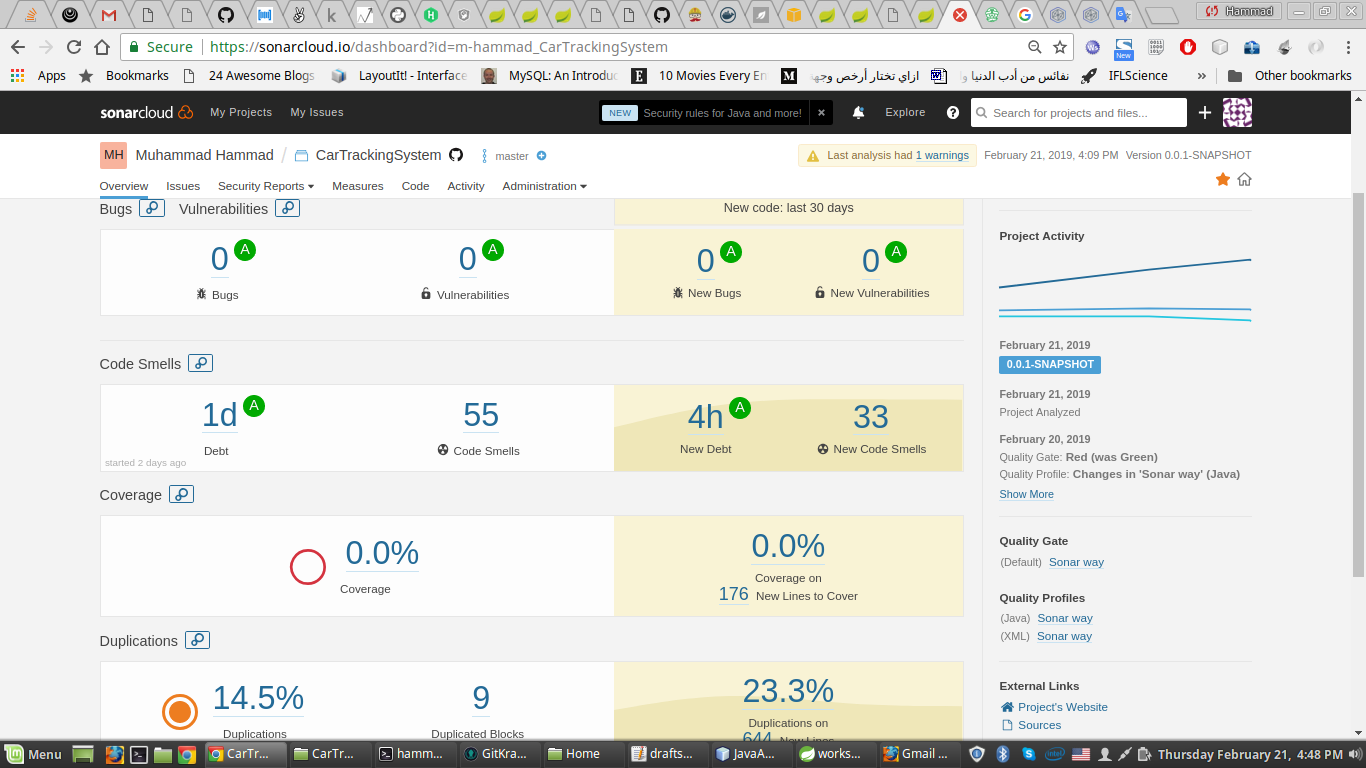 Hammad
Secure https://sonarcloud.io/dashboard?id=m-hammad_CarTrackingSystem
New
Apps Bookmarks 24 Awesome Blogs LayoutIt! - Interface MySQL: An Introduc 10 Movies Every En ازاي تختار أرخص وجهة نفائس من أدب الدنيا وا IFLScience » Other bookmarks
sonarcloud My Projects My Issues NEW Security rules for Java and more! × Explore Search for projects and files...
MH Muhammad Hammad / CarTrackingSystem master Last analysis had 1 warnings February 21, 2019, 4:09 PM Version 0.0.1-SNAPSHOT
Overview Issues Security Reports Measures Code Activity Administration
Bugs Vulnerabilities New code: last 30 days
0 A 0 A 0 A 0 A
Bugs Vulnerabilities New Bugs New Vulnerabilities
Code Smells
1d A 55 4h A 33
Debt Code Smells New Debt New Code Smells
started 2 days ago
Coverage
0.0% 0.0%
Coverage Coverage on
176 New Lines to Cover
Duplications
14.5% 9 23.3%
Duplications Duplicated Blocks Duplications on
644 New Lines
Project Activity
February 21, 2019
0.0.1-SNAPSHOT
February 21, 2019
Project Analyzed
February 20, 2019
Quality Gate: Red (was Green)
Quality Profile: Changes in 'Sonar way' (Java)
Show More
Quality Gate
(Default) Sonar way
Quality Profiles
(Java) Sonar way
(XML) Sonar way
External Links
Project's Website
Sources
Menu CarTr... CarTr... hamm... GitKra... Home drafts... JavaA... works... Gmail ... Thursday February 21, 4:48 PM